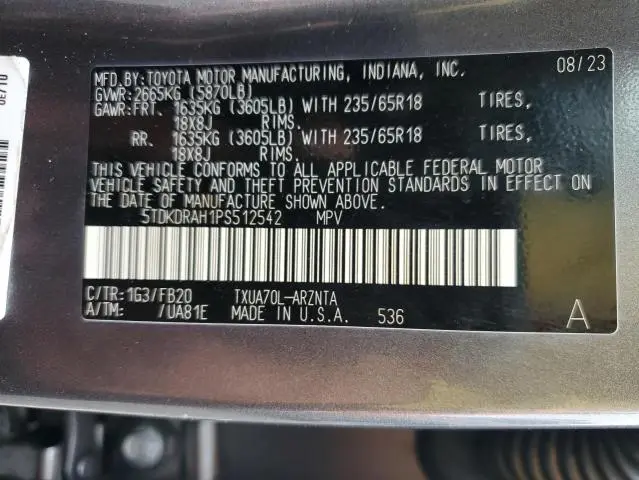 MFD.BY:TOYOTA MOTOR MANUFACTURING, INDIANA, INC. 08/23
GVWR:2665KG (5870LB)
GAWR:FRT. 1635KG (3605LB) WITH 235/65R18 TIRES,
18X8J RIMS.
RR. 1635KG (3605LB) WITH 235/65R18 TIRES,
18X8J RIMS.
THIS VEHICLE CONFORMS TO ALL APPLICABLE FEDERAL MOTOR
VEHICLE SAFETY AND THEFT PREVENTION STANDARDS IN EFFECT ON
THE DATE OF MANUFACTURE SHOWN ABOVE.
5TDKDRAH1PS512542 MPV
C/TR:1G3/FB20 TXUA70L-ARZNTA
A/TM: /UA81E MADE IN U.S.A. 536 A